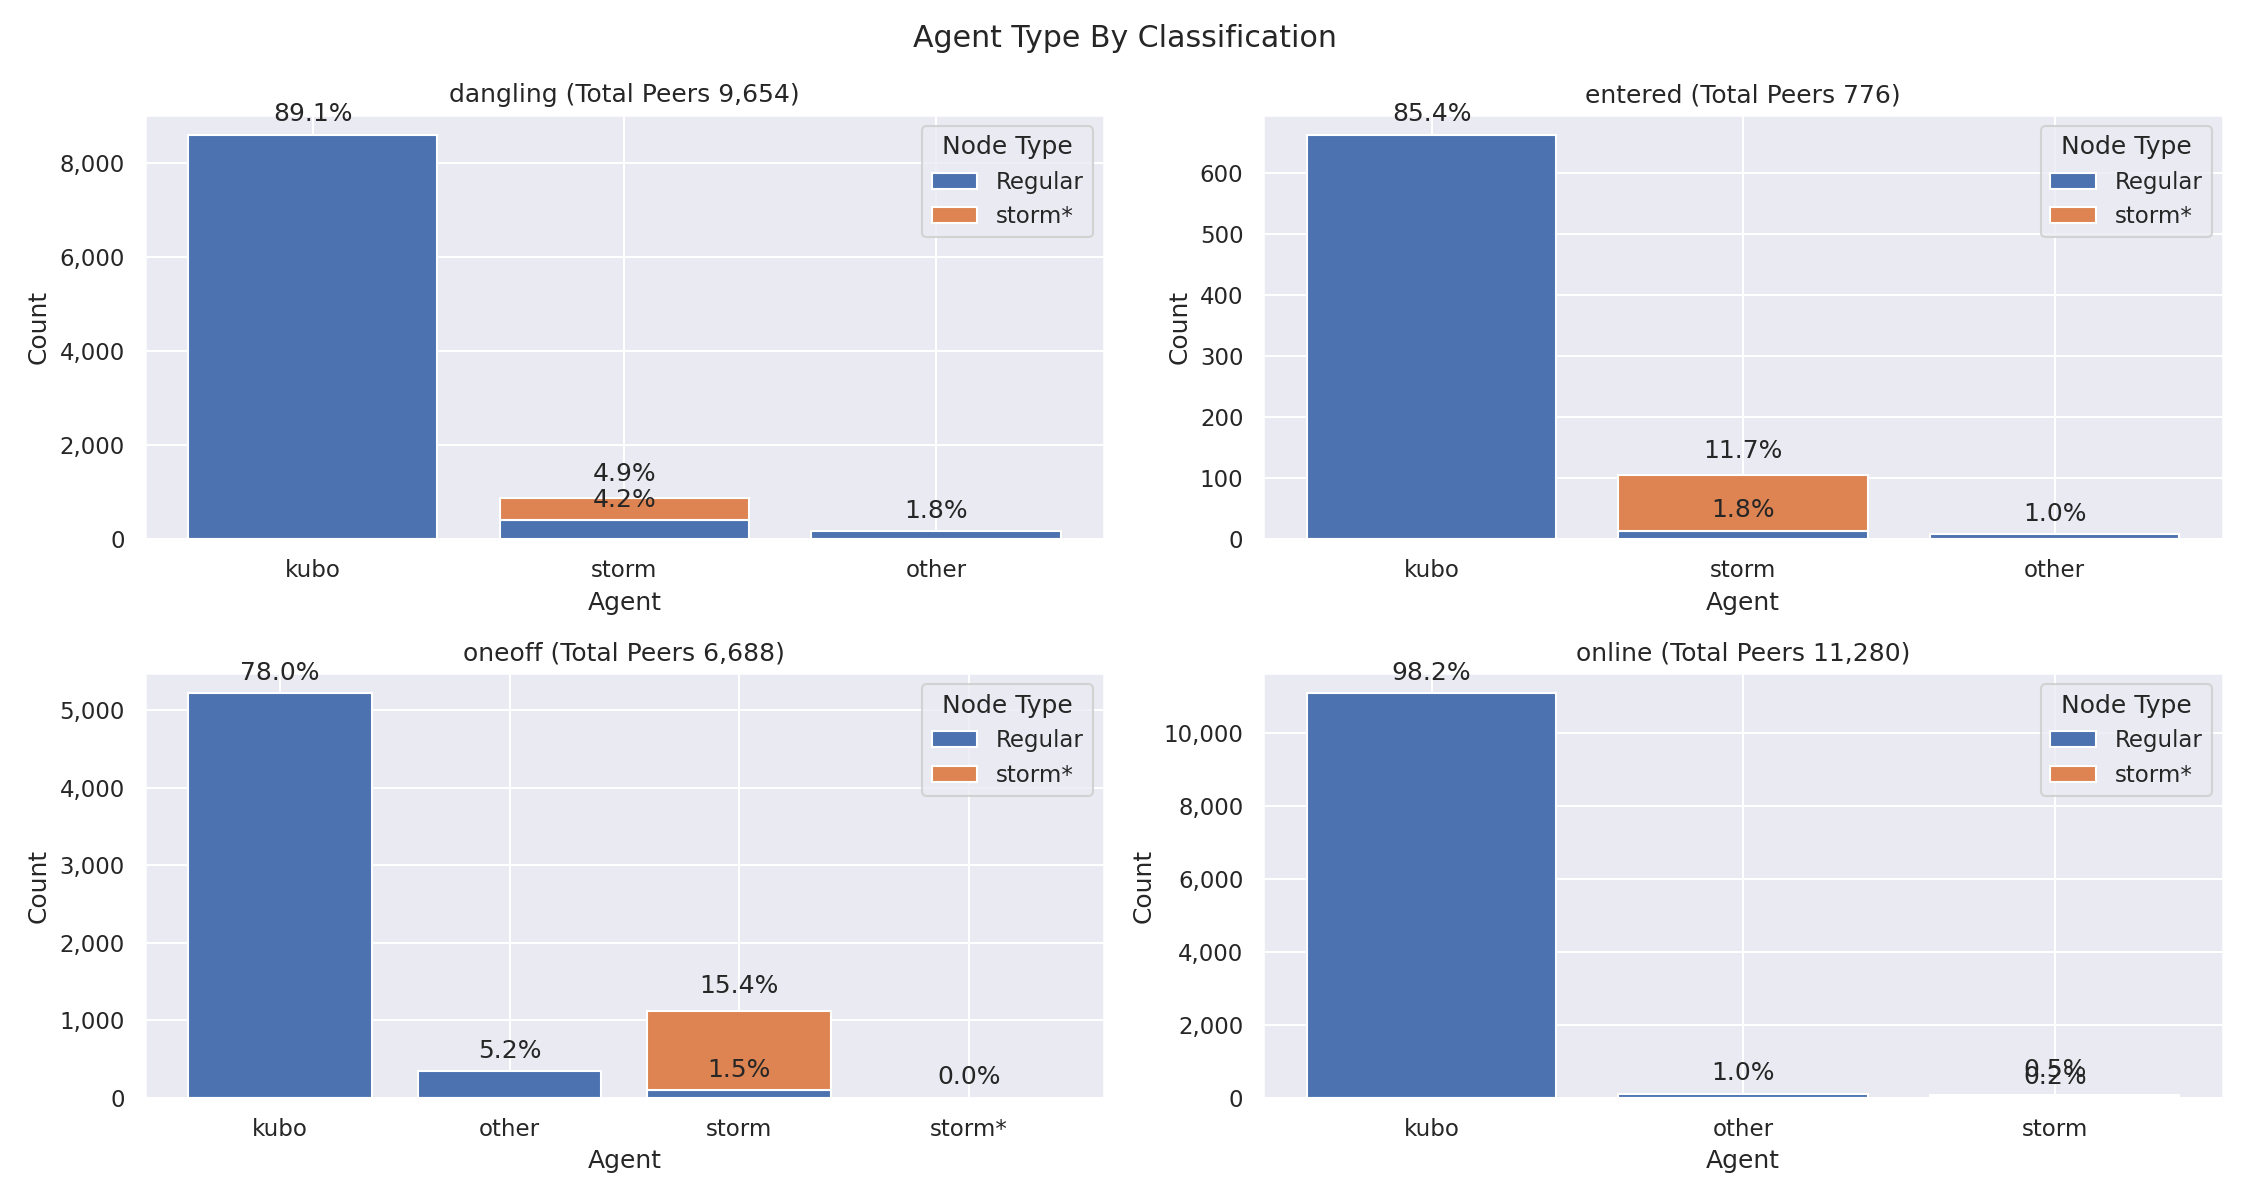 Agent Type By Classification
dangling (Total Peers 9,654)
89.1%
Node Type
Regular
storm*
8,000
6,000
4,000
2,000
0
Count
4.9%
4.2%
1.8%
kubo
storm
other
Agent
entered (Total Peers 776)
85.4%
Node Type
Regular
storm*
600
500
400
300
200
100
0
Count
11.7%
1.8%
1.0%
kubo
storm
other
Agent
oneoff (Total Peers 6,688)
78.0%
Node Type
Regular
storm*
5,000
4,000
3,000
2,000
1,000
0
Count
5.2%
15.4%
1.5%
0.0%
kubo
other
storm
storm*
Agent
online (Total Peers 11,280)
98.2%
Node Type
Regular
storm*
10,000
8,000
6,000
4,000
2,000
0
Count
1.0%
0.5%
0.2%
kubo
other
storm
Agent